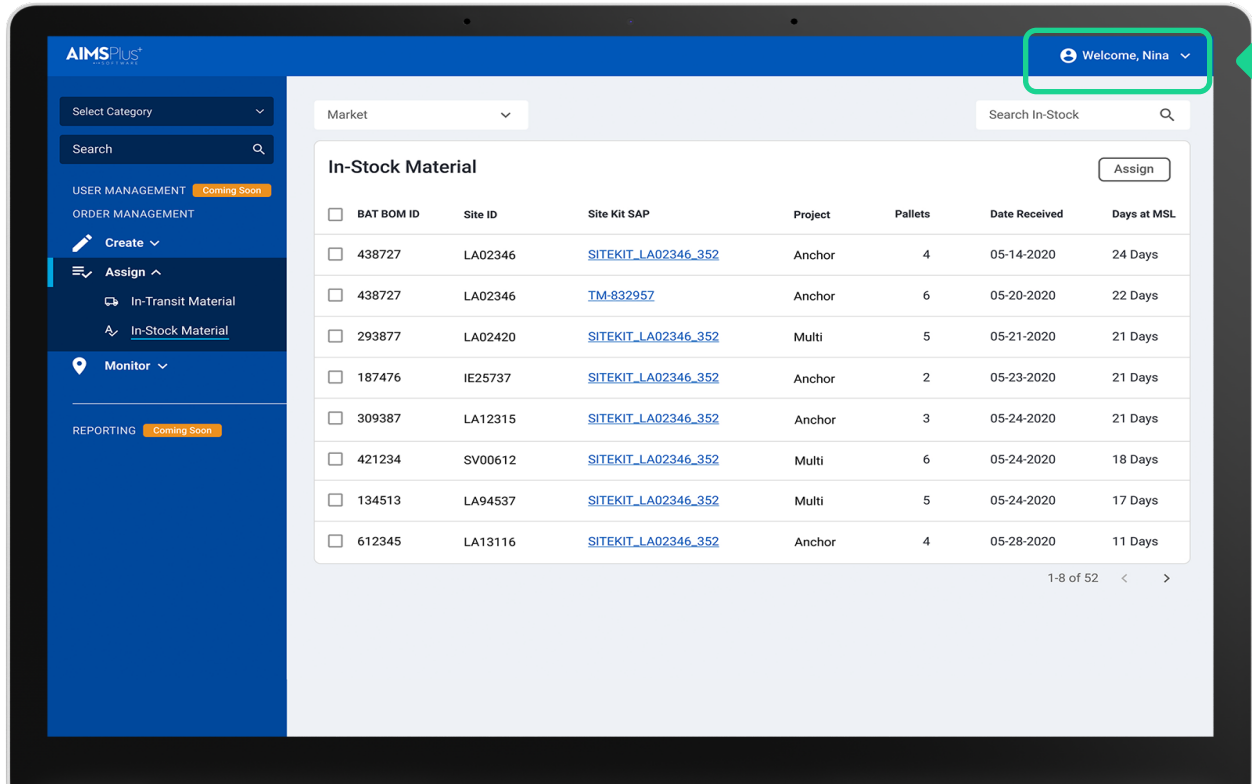 AIMSPlus+
SOFTWARE
Welcome, Nina
Select Category
Search
USER MANAGEMENT Coming Soon
ORDER MANAGEMENT
Create
Assign
In-Transit Material
In-Stock Material
Monitor
REPORTING Coming Soon
Market
Search In-Stock
In-Stock Material
Assign
BAT BOM ID Site ID Site Kit SAP Project Pallets Date Received Days at MSL
438727 LA02346 SITEKIT_LA02346_352 Anchor 4 05-14-2020 24 Days
438727 LA02346 TM-832957 Anchor 6 05-20-2020 22 Days
293877 LA02420 SITEKIT_LA02346_352 Multi 5 05-21-2020 21 Days
187476 IE25737 SITEKIT_LA02346_352 Anchor 2 05-23-2020 21 Days
309387 LA12315 SITEKIT_LA02346_352 Anchor 3 05-24-2020 21 Days
421234 SV00612 SITEKIT_LA02346_352 Multi 6 05-24-2020 18 Days
134513 LA94537 SITEKIT_LA02346_352 Multi 5 05-24-2020 17 Days
612345 LA13116 SITEKIT_LA02346_352 Anchor 4 05-28-2020 11 Days
1-8 of 52